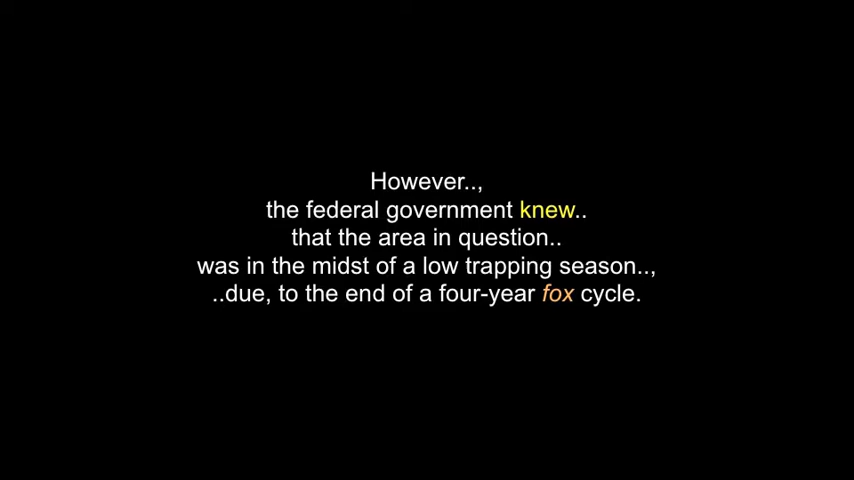 However..,
the federal government knew..
that the area in question..
was in the midst of a low trapping season..,
..due, to the end of a four-year fox cycle.